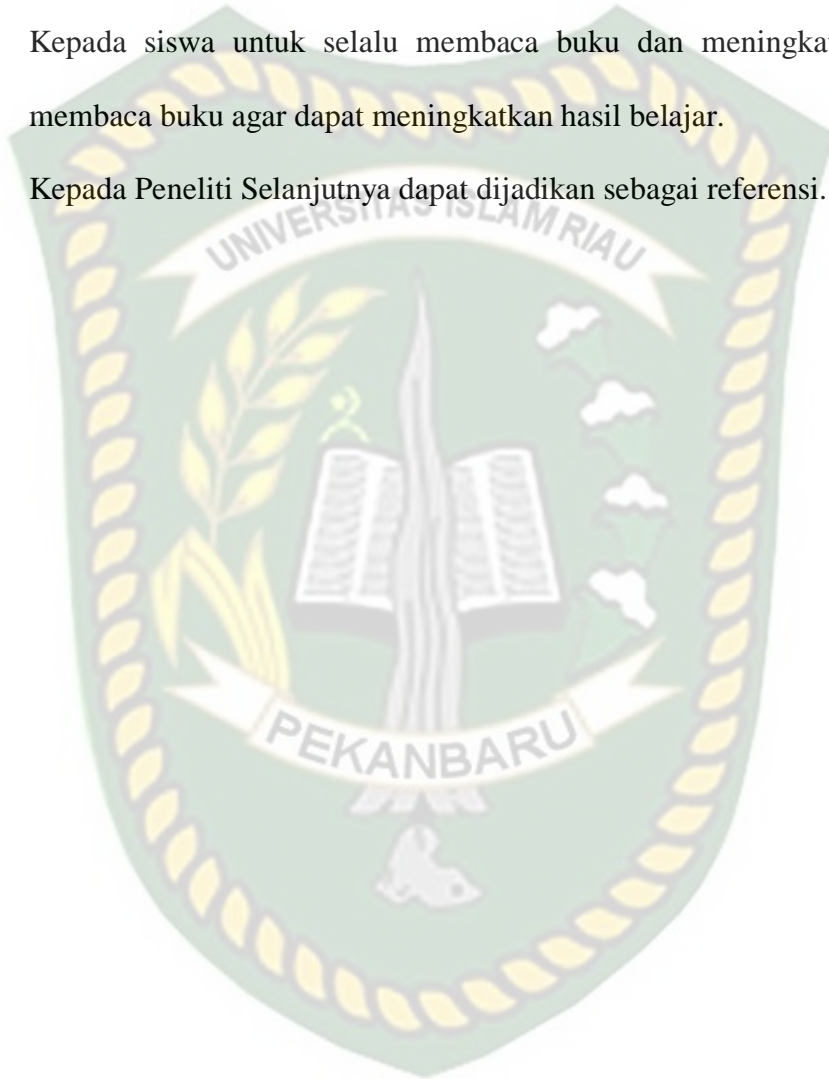 Kepada siswa untuk selalu membaca buku dan meningkat
membaca buku agar dapat meningkatkan hasil belajar.
Kepada Peneliti Selanjutnya dapat dijadikan sebagai referensi.
UNIVERSITAS ISLAM RIAU
PEKANBARU